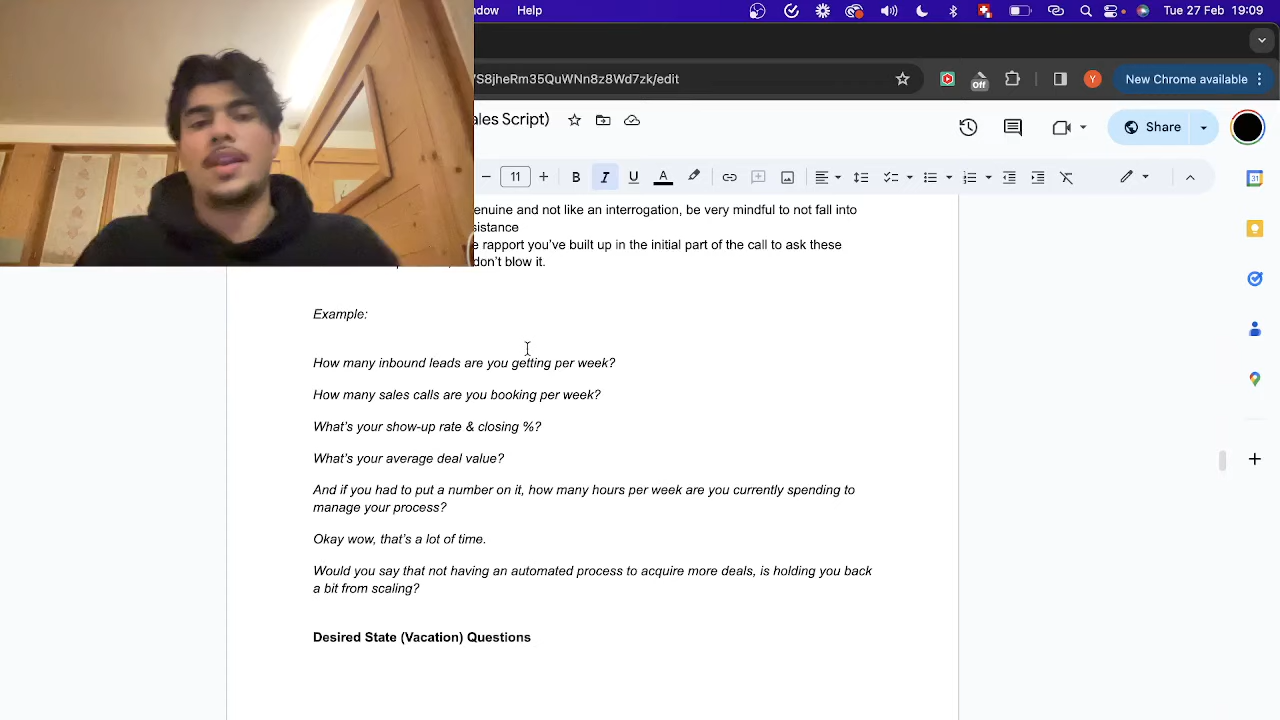 ndow Help Tue 27 Feb 19:09
/S8jheRm35QuWNn8z8Wd7zk/edit Off Y New Chrome available
ales Script) Share
11 B I U A 31
enuine and not like an interrogation, be very mindful to not fall into
sistance
e rapport you've built up in the initial part of the call to ask these
don't blow it.
Example:
How many inbound leads are you getting per week?
How many sales calls are you booking per week?
What's your show-up rate & closing %?
What's your average deal value?
And if you had to put a number on it, how many hours per week are you currently spending to
manage your process?
Okay wow, that's a lot of time.
Would you say that not having an automated process to acquire more deals, is holding you back
a bit from scaling?
Desired State (Vacation) Questions